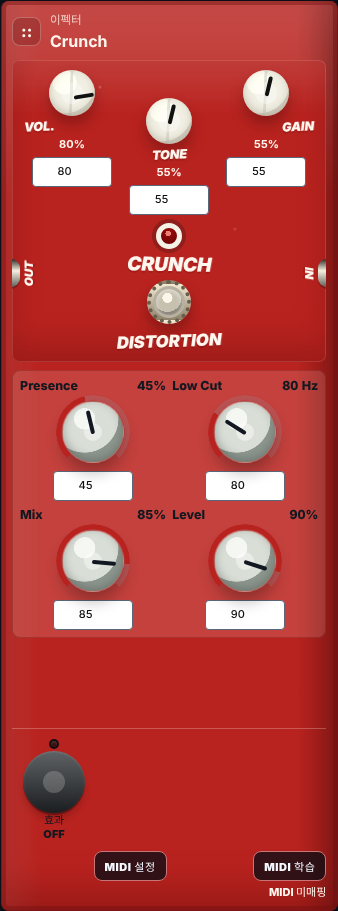 이펙터
Crunch
VOL.
80%
80
TONE
55%
55
GAIN
55%
55
OUT
IN
CRUNCH
DISTORTION
Presence 45%
45
Low Cut 80 Hz
80
Mix 85%
85
Level 90%
90
효과
OFF
MIDI 설정
MIDI 학습
MIDI 미매핑